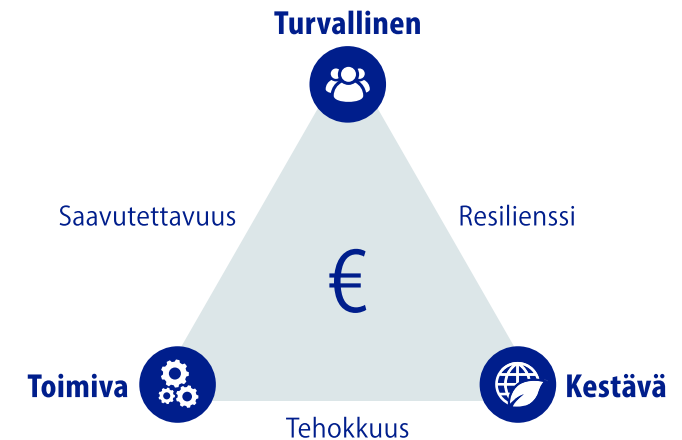 Turvallinen
Saavutettavuus
Resilienssi
€
Toimiva
Kestävä
Tehokkuus